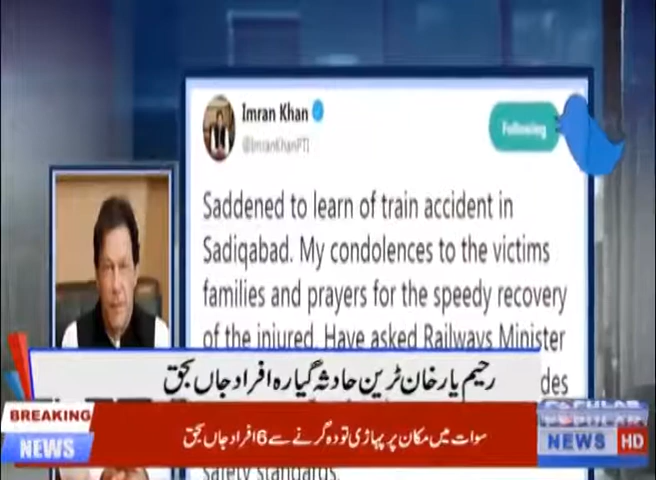 Imran Khan
@ImranKhanPTI
Following
Saddened to learn of train accident in
Sadiqabad. My condolences to the victims
families and prayers for the speedy recovery
of the injured. Have asked Railways Minister
des
safety standards.
رحیم یار خان ٹرین حادثہ گیارہ افراد جاں بحق
BREAKING
NEWS
سوات میں مکان پر پہاڑی تودہ گرنے سے 6 افراد جاں بحق
POPULAR
NEWS HD